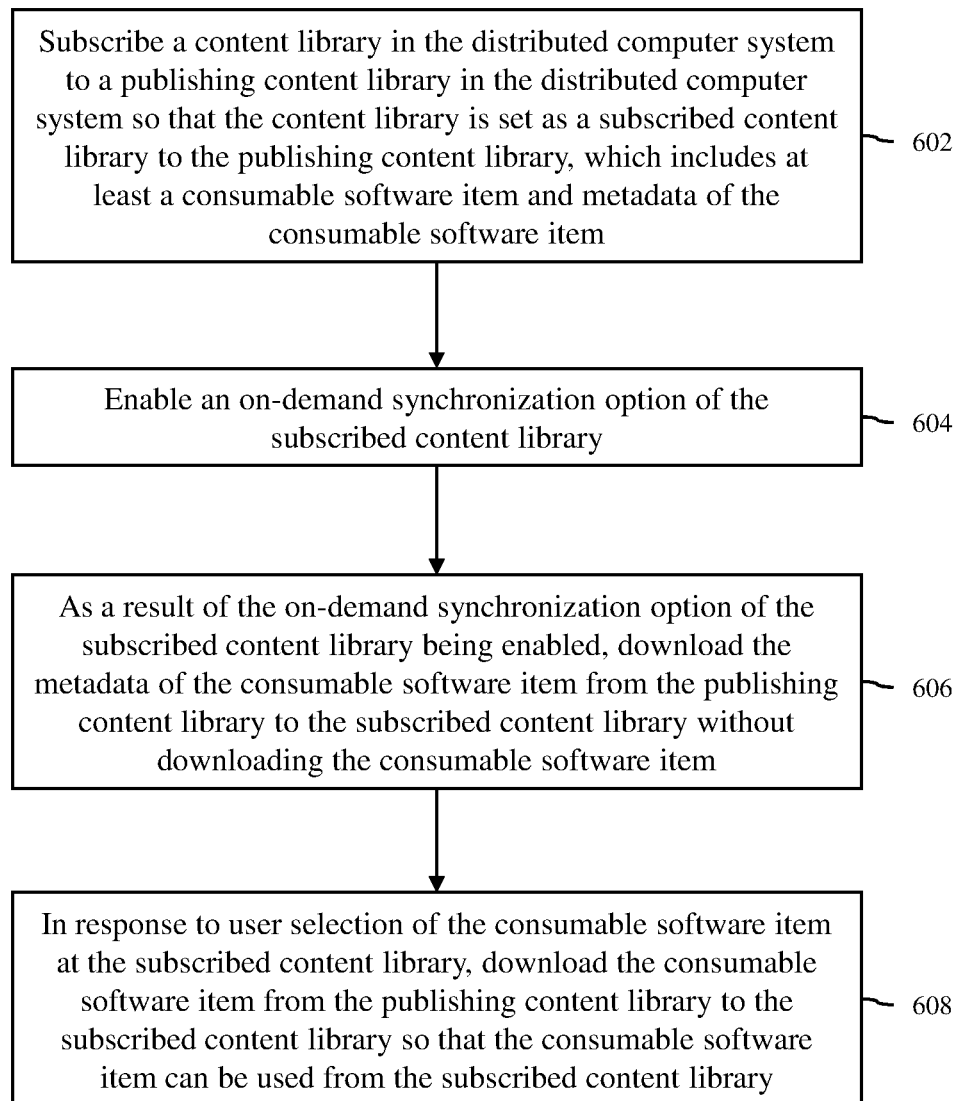 Subscribe a content library in the distributed computer system
to a publishing content library in the distributed computer
system so that the content library is set as a subscribed content
library to the publishing content library, which includes at
least a consumable software item and metadata of the
consumable software item
602
Enable an on-demand synchronization option of the
subscribed content library
604
As a result of the on-demand synchronization option of the
subscribed content library being enabled, download the
metadata of the consumable software item from the publishing
content library to the subscribed content library without
downloading the consumable software item
606
In response to user selection of the consumable software item
at the subscribed content library, download the consumable
software item from the publishing content library to the
subscribed content library so that the consumable software
item can be used from the subscribed content library
608